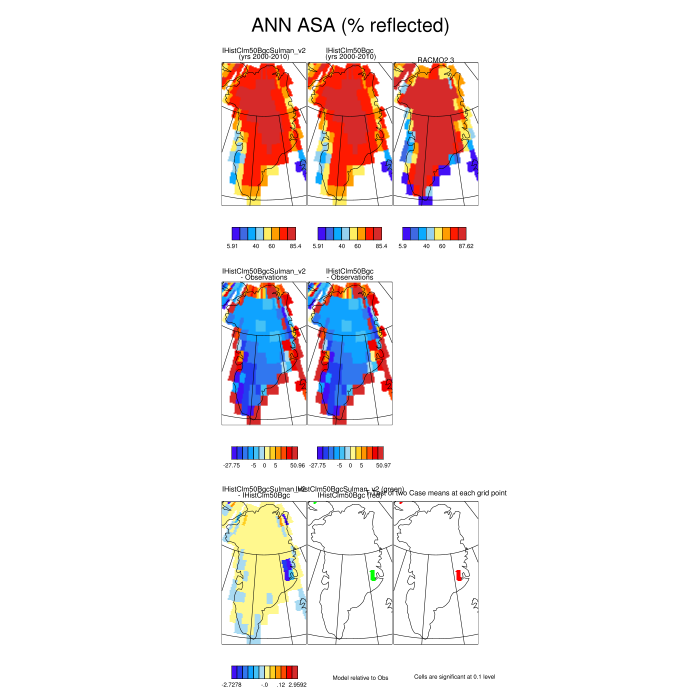 ANN ASA (% reflected)
IHistClm50BgcSulman_v2
(yrs 2000-2010)
IHistClm50Bgc
(yrs 2000-2010)
RACMO2.3
5.91 40 60 85.4
5.91 40 60 85.4
5.9 40 60 87.62
IHistClm50BgcSulman_v2
- Observations
IHistClm50Bgc
- Observations
-27.75 -5 0 5 50.96
-27.75 -5 0 5 50.97
IHistClm50BgcSulman_v2
- IHistClm50Bgc
IHistClm50BgcSulman_v2 (green)
IHistClm50Bgc (red)
of two Case means at each grid point
-2.7278 -.0 .12 2.9592
Model relative to Obs
Cells are significant at 0.1 level